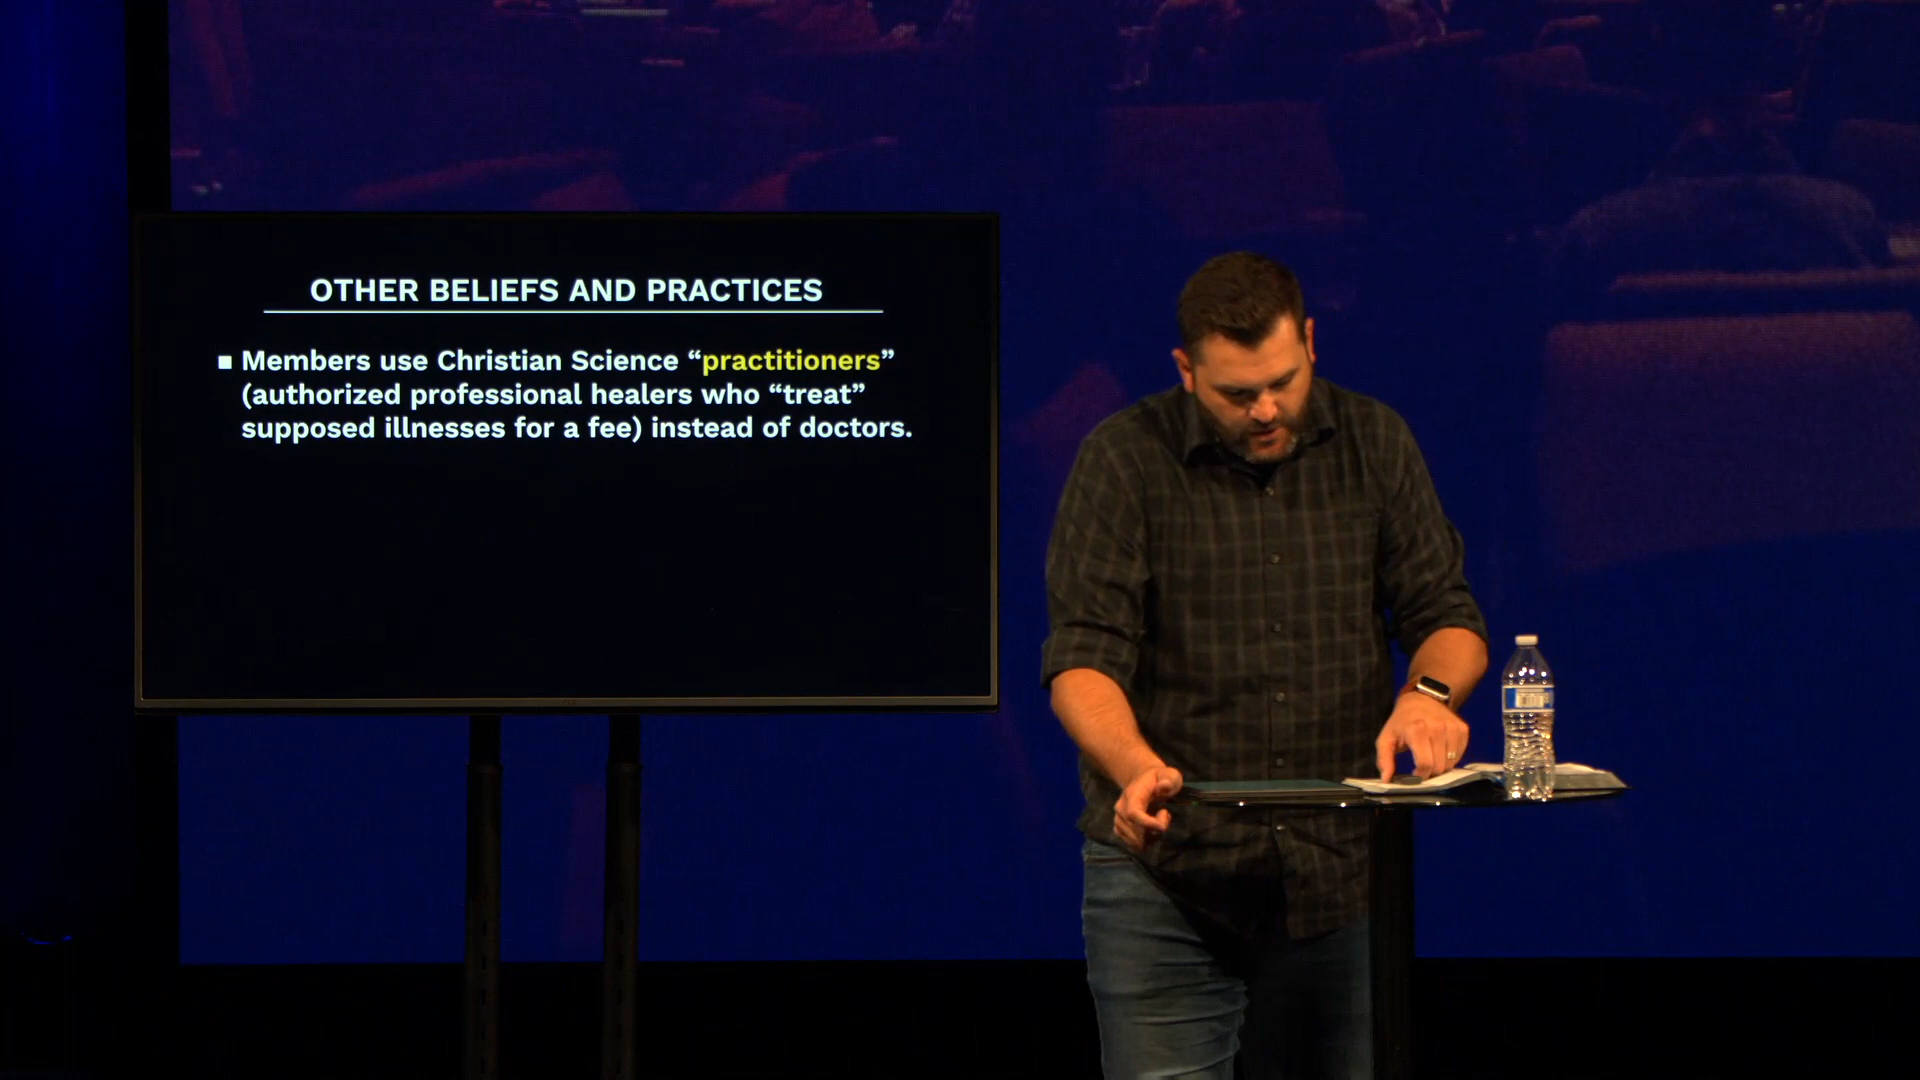 OTHER BELIEFS AND PRACTICES
▪ Members use Christian Science “practitioners”
(authorized professional healers who “treat”
supposed illnesses for a fee) instead of doctors.